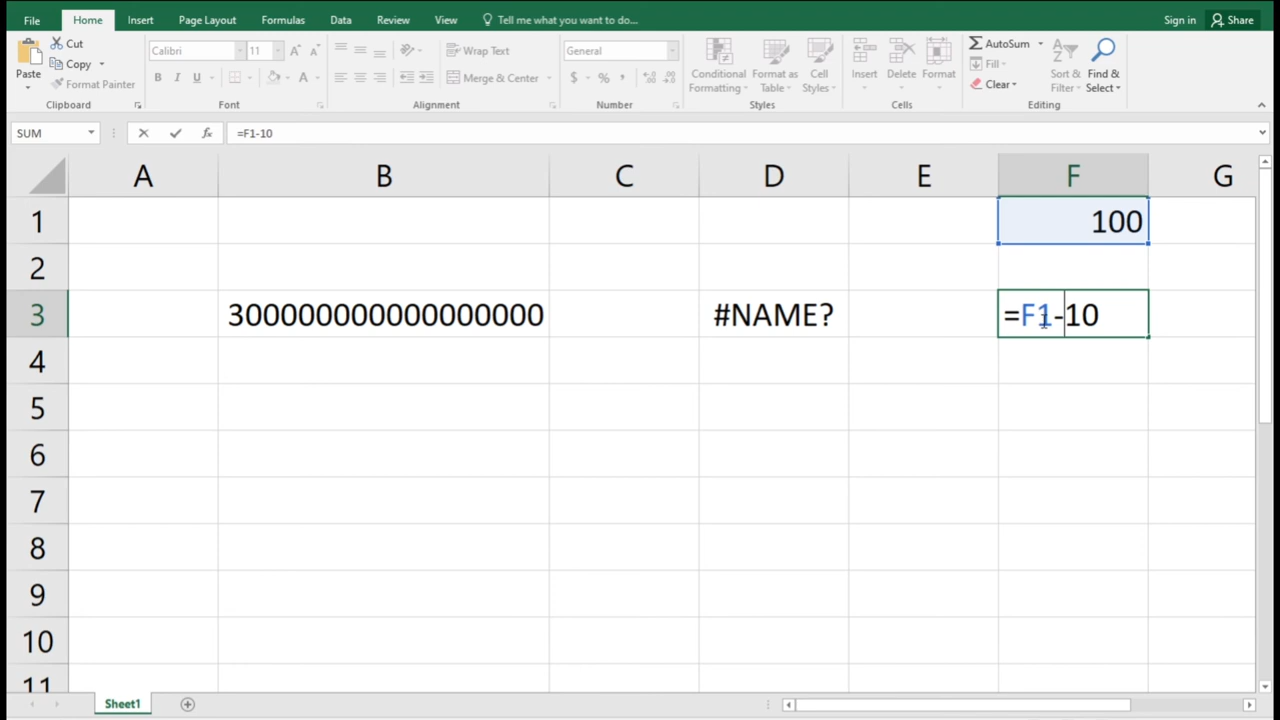 File Home Insert Page Layout Formulas Data Review View Tell me what you want to do... Sign in Share
Paste Cut Copy Format Painter
Calibri 11 A A B I U A
Wrap Text Merge & Center
General $ % ,
Conditional Formatting Format as Table Cell Styles
Insert Delete Format
AutoSum Fill Clear Sort & Filter Find & Select
Clipboard Font Alignment Number Styles Cells Editing
SUM fx =F1-10
A B C D E F G
1 100
2
3 300000000000000000 #NAME? =F1-10
4
5
6
7
8
9
10
11
Sheet1